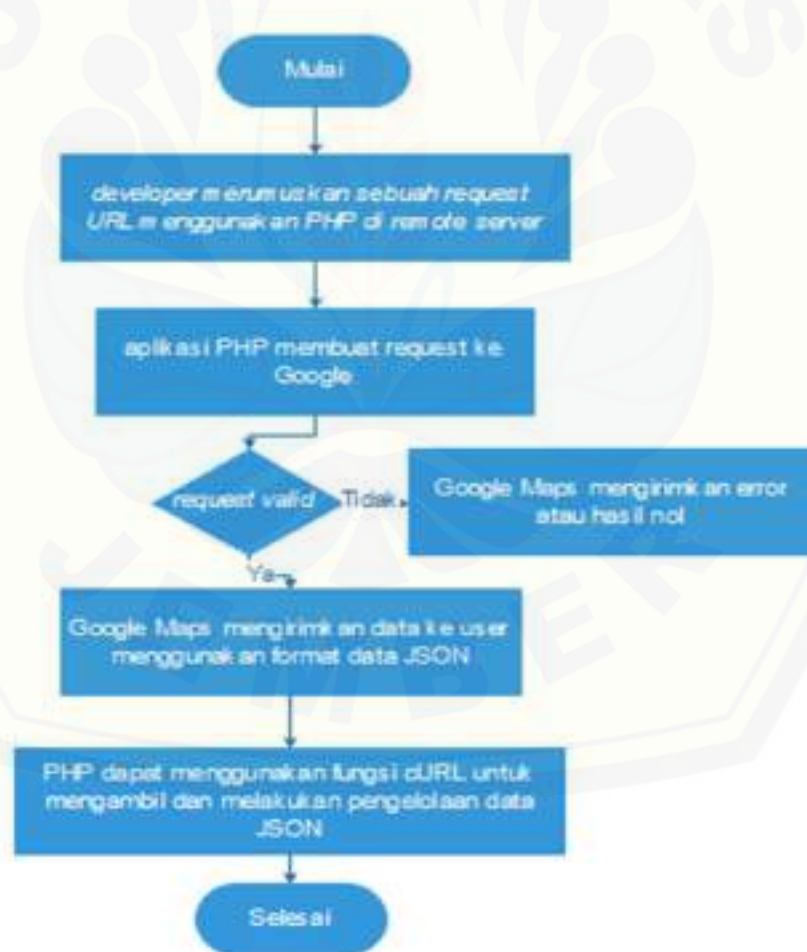 Mulai
developer merumuskan sebuah request
URL menggunakan PHP di remote server
aplikasi PHP membuat request ke
Google
request valid
Tidak
Google Maps mengirimkan error
atau hasil nol
Ya
Google Maps mengirimkan data ke user
menggunakan format data JSON
PHP dapat menggunakan fungsi cURL untuk
mengambil dan melakukan pengelolaan data
JSON
Selesai
JEMBER